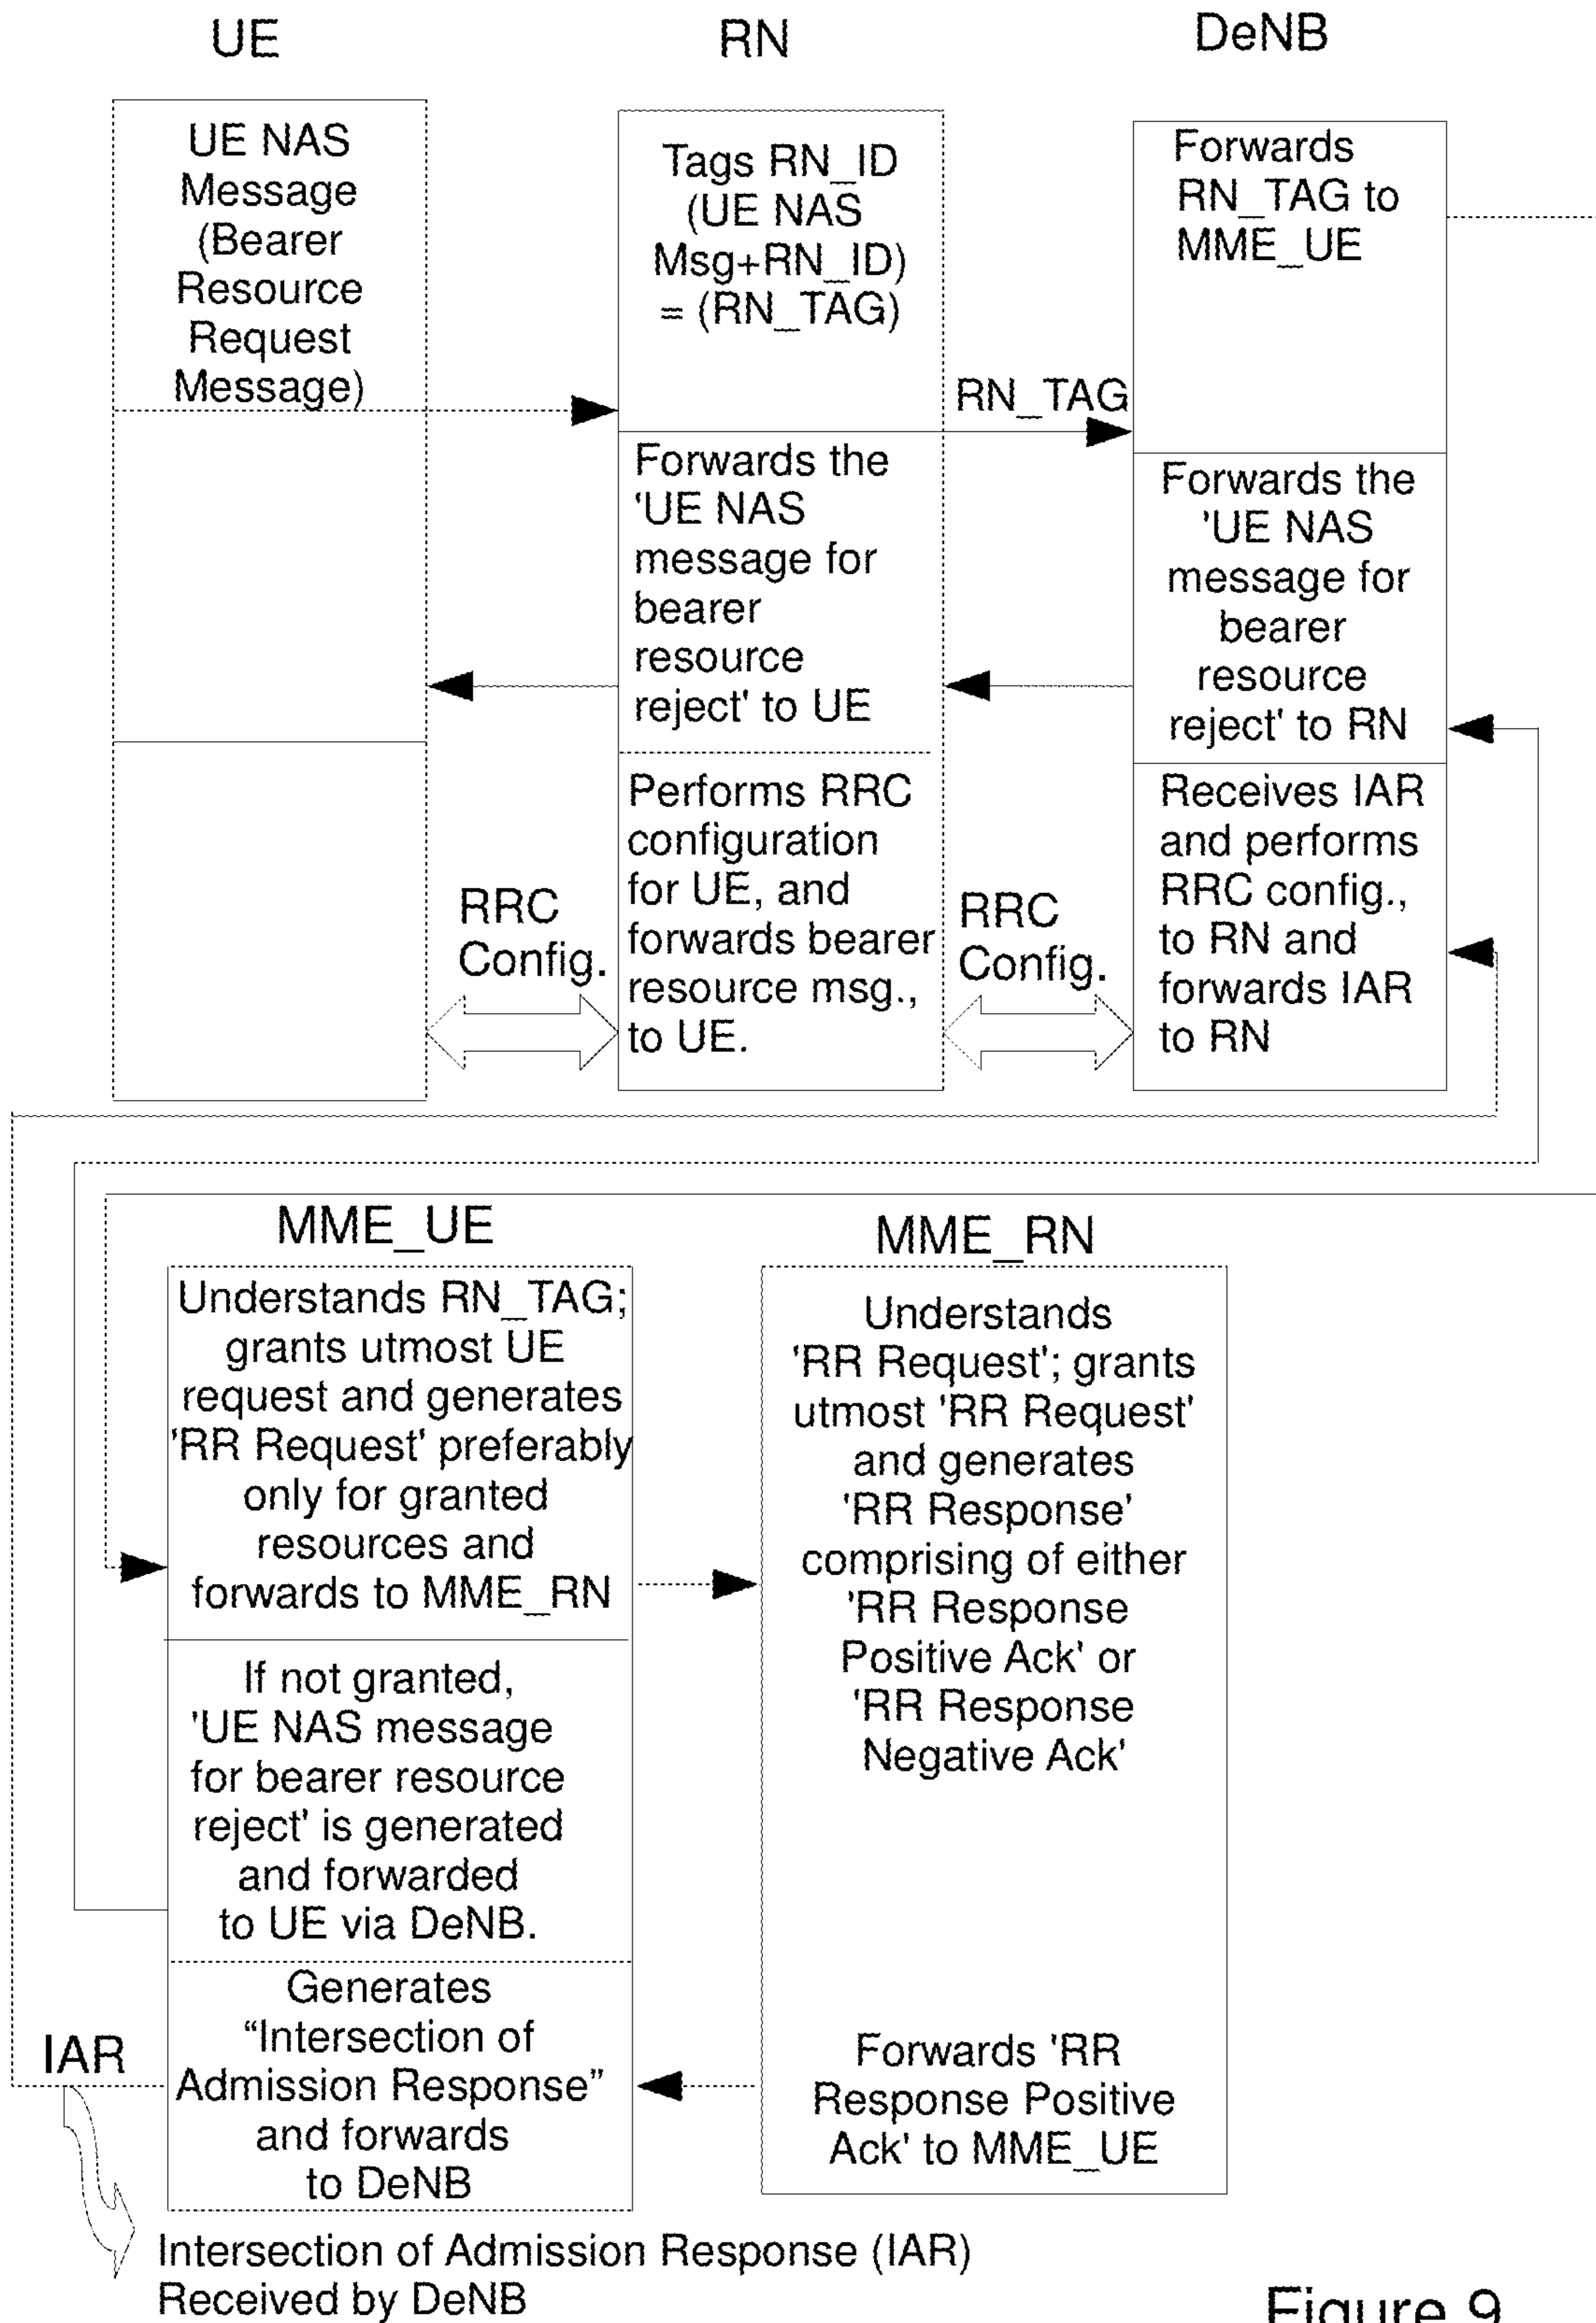 UE
RN
DeNB
UE NAS
Message
(Bearer
Resource
Request
Message)
Tags RN_ID
(UE NAS
Msg+RN_ID)
= (RN_TAG)
Forwards
RN_TAG to
MME_UE
RN_TAG
Forwards the
'UE NAS
message for
bearer
resource
reject' to UE
Forwards the
'UE NAS
message for
bearer
resource
reject' to RN
RRC
Config.
Performs RRC
configuration
for UE, and
forwards bearer
resource msg.,
to UE.
RRC
Config.
Receives IAR
and performs
RRC config.,
to RN and
forwards IAR
to RN
MME_UE
MME_RN
Understands RN_TAG;
grants utmost UE
request and generates
'RR Request' preferably
only for granted
resources and
forwards to MME_RN
Understands
'RR Request'; grants
utmost 'RR Request'
and generates
'RR Response'
comprising of either
'RR Response
Positive Ack' or
'RR Response
Negative Ack'
If not granted,
'UE NAS message
for bearer resource
reject' is generated
and forwarded
to UE via DeNB.
IAR
Generates
“Intersection of
Admission Response”
and forwards
to DeNB
Forwards 'RR
Response Positive
Ack' to MME_UE
Intersection of Admission Response (IAR)
Received by DeNB
Figure 9